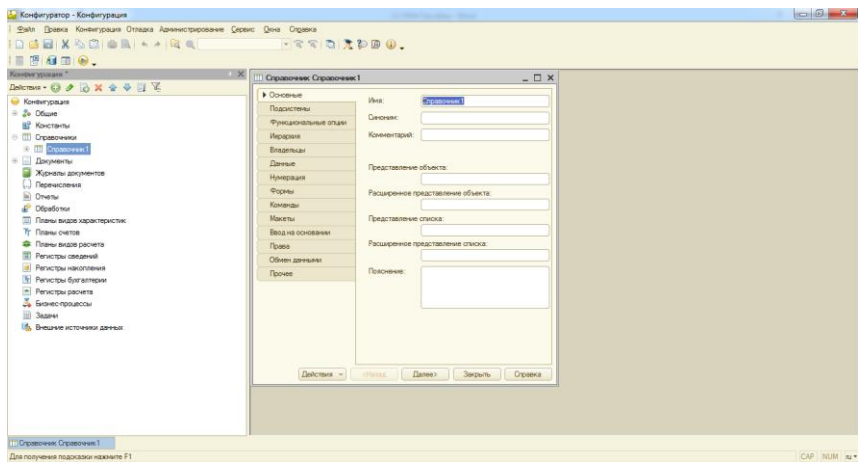 Конфигуратор - Конфигурация
Файл Правка Конфигурация Отладка Администрирование Сервис Окна Справка
Конфигурация *
Действия
Конфигурация
Общие
Константы
Справочники
Справочник1
Документы
Журналы документов
Перечисления
Отчеты
Обработки
Планы видов характеристик
Планы счетов
Планы видов расчета
Регистры сведений
Регистры накопления
Регистры бухгалтерии
Регистры расчета
Бизнес-процессы
Задачи
Внешние источники данных
Справочник Справочник1
Основные
Подсистемы
Функциональные опции
Иерархия
Владельцы
Данные
Нумерация
Формы
Команды
Макеты
Ввод на основании
Права
Обмен данными
Прочее
Имя: Справочник1
Синоним:
Комментарий:
Представление объекта:
Расширенное представление объекта:
Представление списка:
Расширенное представление списка:
Пояснение:
Действия <Назад Далее> Закрыть Справка
Справочник Справочник1
Для получения подсказки нажмите F1
CAP NUM ru